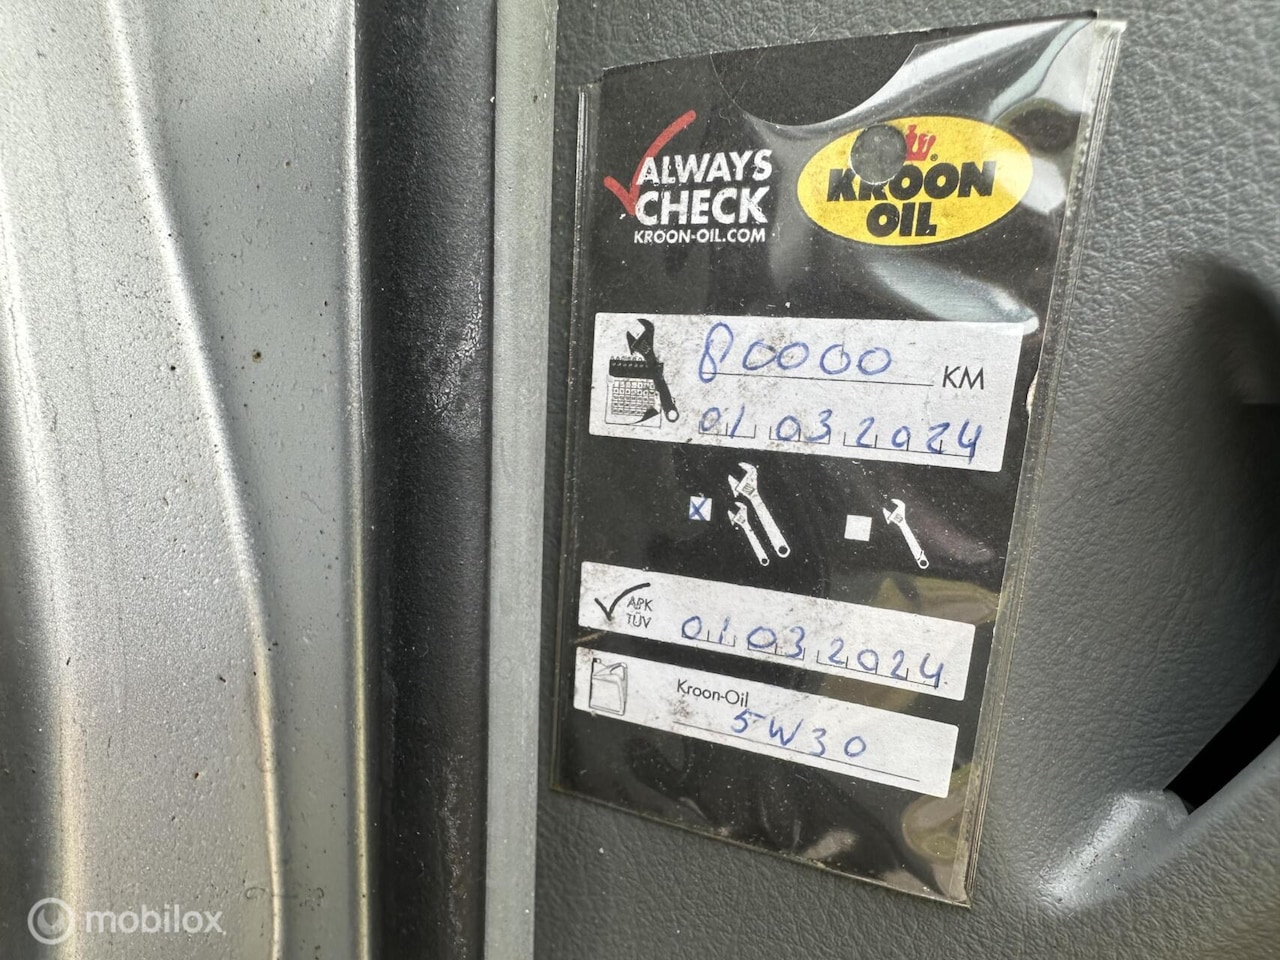 ALWAYS
CHECK
KROON-OIL.COM
KROON
OIL
80000 KM
01 03 2024
X
APK
TÜV
01 03 2024
Kroon-Oil
5W30
mobilox